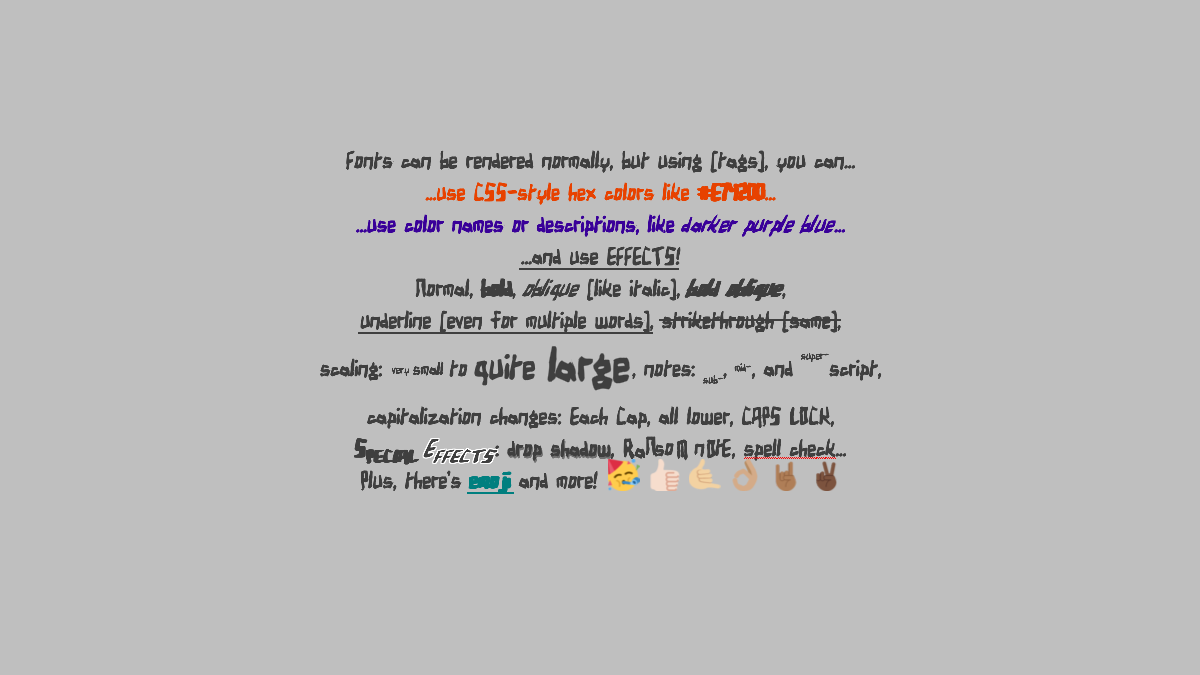 Fonts can be rendered normally, but using [tags], you can...
...use CSS-style hex colors like #E74200...
...use color names or descriptions, like darker purple blue...
...and use EFFECTS!
Normal, bold, oblique [like italic], bold oblique,
underline [even for multiple words], strikethrough [same],
scaling: very small to quite large, notes: sub-, mid-, and super-script,
capitalization changes: Each Cap, all lower, CAPS LOCK,
Special Effects: drop shadow, RaNsoM nOtE, spell check...
Plus, there's emoji and more! 🥳 👍🏻 🤙🏼 👌🏽 🤘🏾 ✌🏿